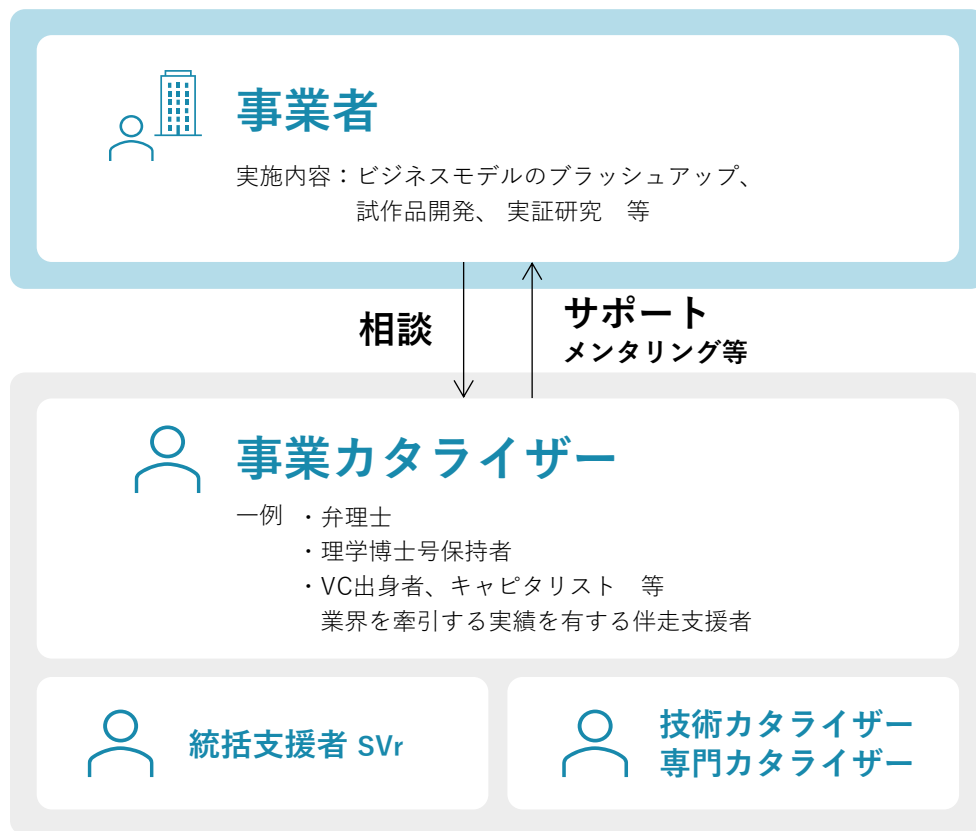 事業者
実施内容：ビジネスモデルのブラッシュアップ、
試作品開発、 実証研究　等
相談
サポート
メンタリング等
事業カタライザー
一例 ・弁理士
・理学博士号保持者
・VC出身者、キャピタリスト　等
業界を牽引する実績を有する伴走支援者
統括支援者 SVr
技術カタライザー
専門カタライザー